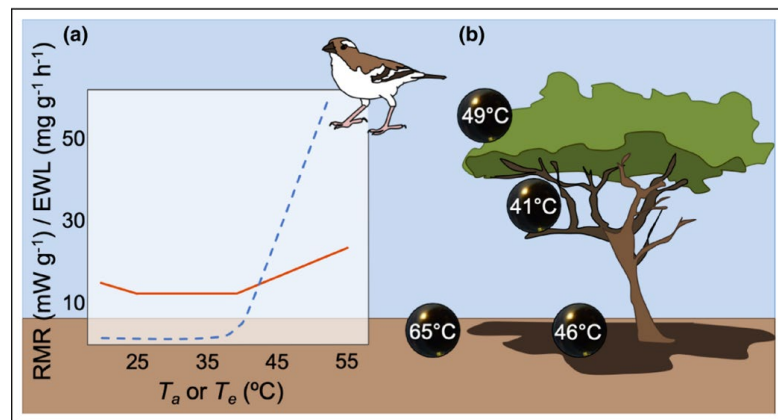 (a)
(b)
RMR (mW g⁻¹) / EWL (mg g⁻¹ h⁻¹)
50
30
10
25 35 45 55
Tₐ or Tₑ (ºC)
49°C
41°C
65°C
46°C